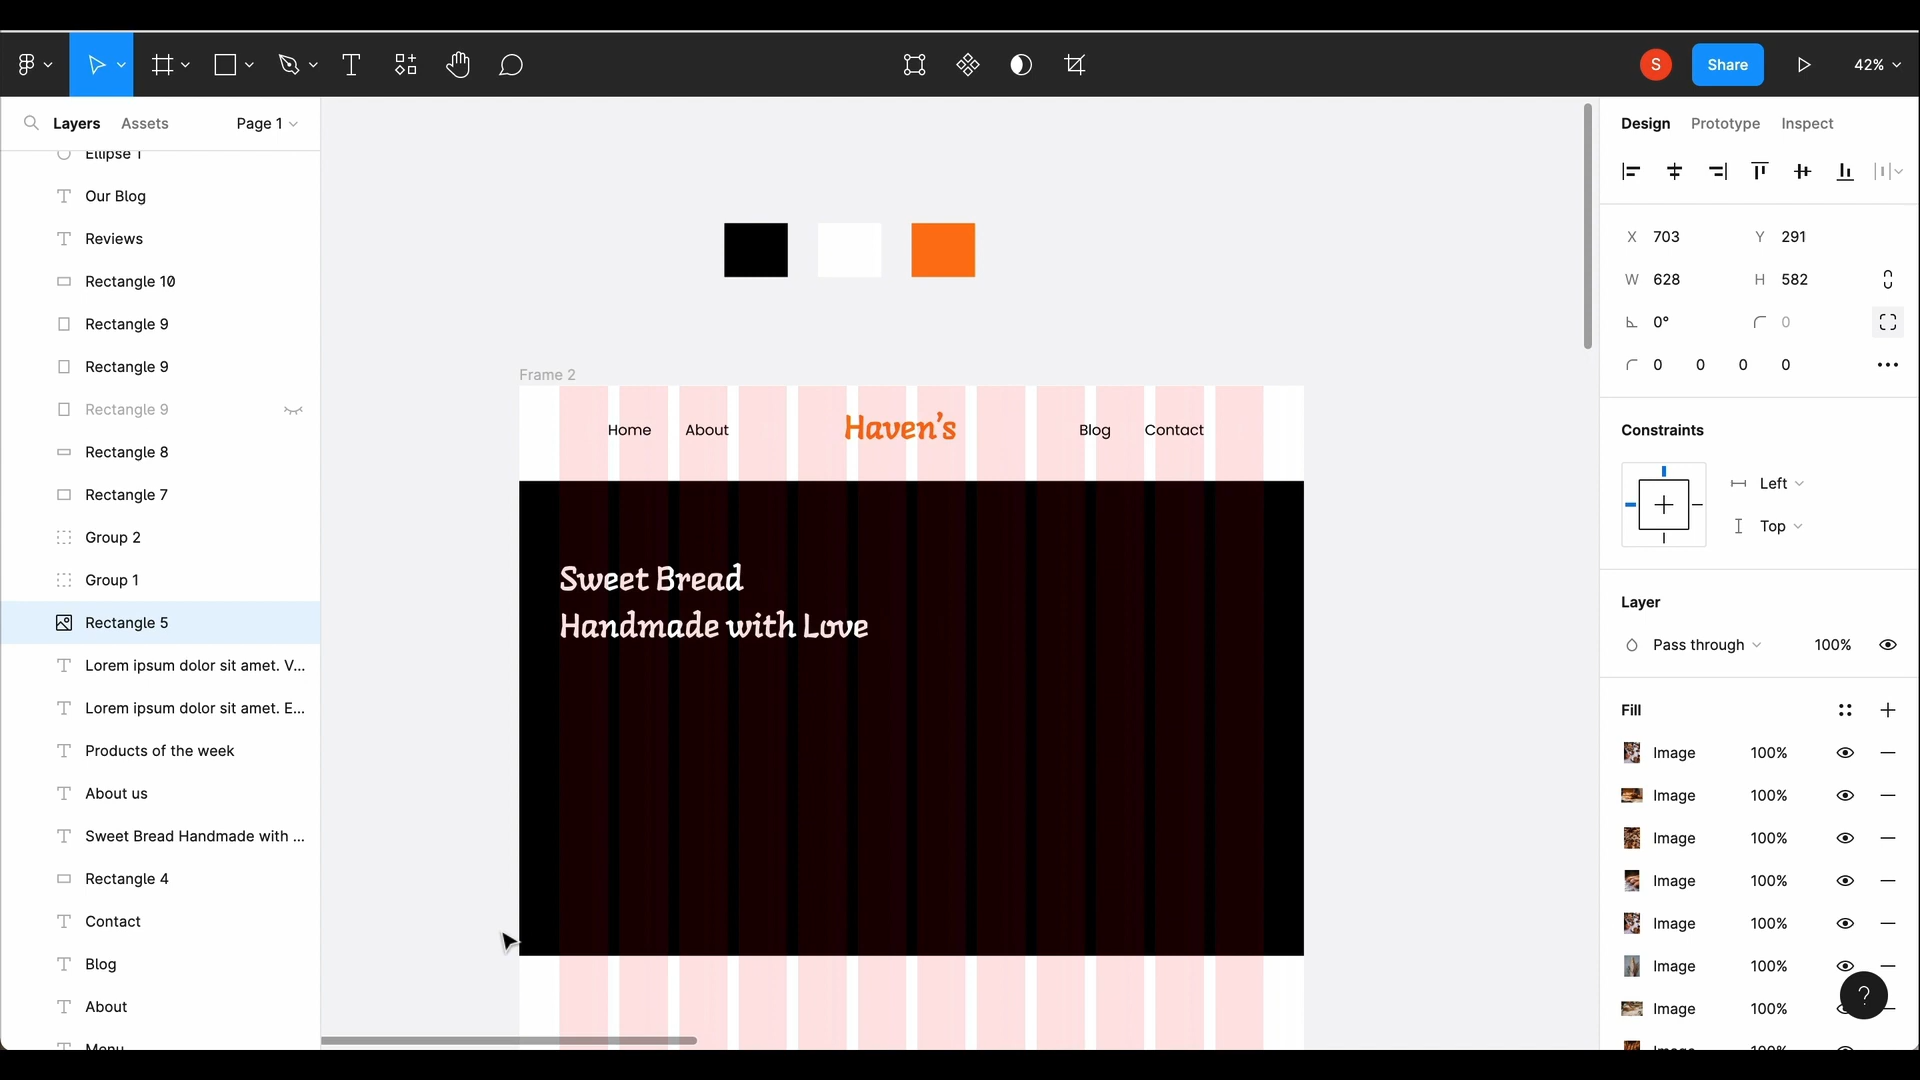 S
Share
42%
Layers
Assets
Page 1
Ellipse 1
Our Blog
Reviews
Rectangle 10
Rectangle 9
Rectangle 9
Rectangle 9
Rectangle 8
Rectangle 7
Group 2
Group 1
Rectangle 5
Lorem ipsum dolor sit amet. V...
Lorem ipsum dolor sit amet. E...
Products of the week
About us
Sweet Bread Handmade with ...
Rectangle 4
Contact
Blog
About
Menu
Frame 2
Home
About
Haven's
Blog
Contact
Sweet Bread
Handmade with Love
Design
Prototype
Inspect
X 703
Y 291
W 628
H 582
0°
0
0 0 0 0
Constraints
Left
Top
Layer
Pass through 100%
Fill
Image 100%
Image 100%
Image 100%
Image 100%
Image 100%
Image 100%
Image 100%
Image 100%
?